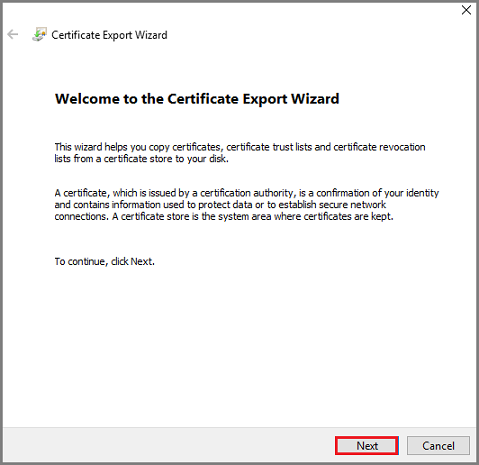 Certificate Export Wizard
Welcome to the Certificate Export Wizard
This wizard helps you copy certificates, certificate trust lists and certificate revocation
lists from a certificate store to your disk.
A certificate, which is issued by a certification authority, is a confirmation of your identity
and contains information used to protect data or to establish secure network
connections. A certificate store is the system area where certificates are kept.
To continue, click Next.
Next
Cancel